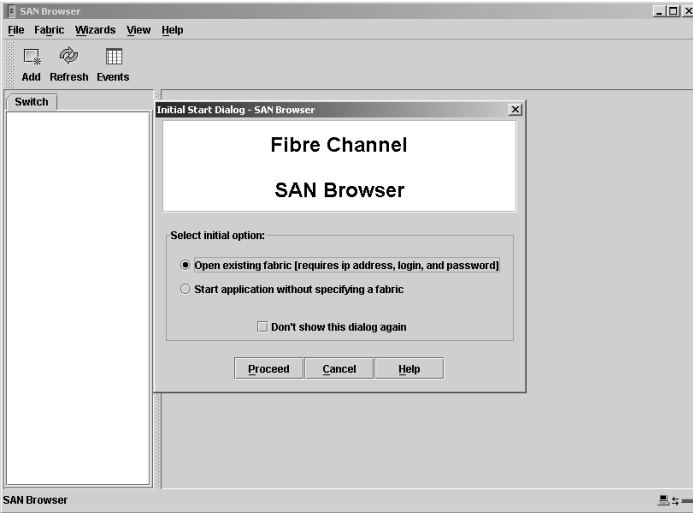 SAN Browser
File Fabric Wizards View Help
Add Refresh Events
Switch
Initial Start Dialog - SAN Browser
Fibre Channel
SAN Browser
Select initial option:
Open existing fabric [requires ip address, login, and password]
Start application without specifying a fabric
Don't show this dialog again
Proceed Cancel Help
SAN Browser